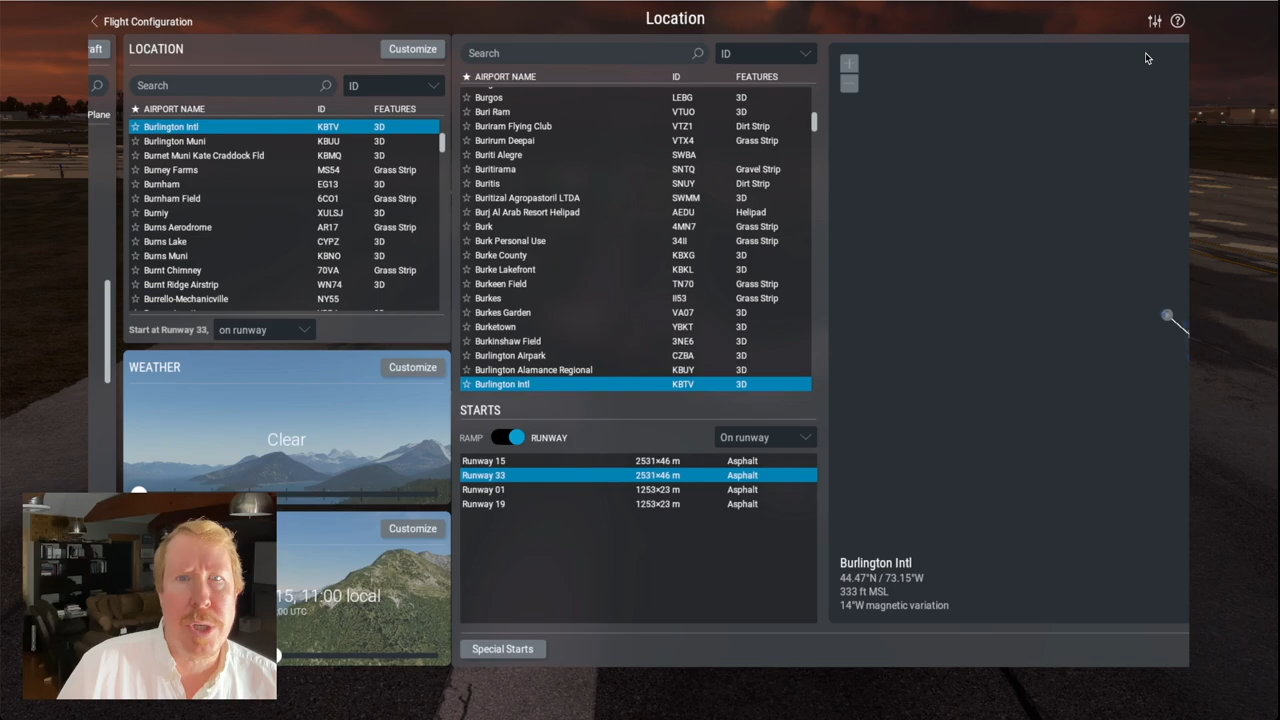 Flight Configuration
Location
raft
LOCATION
Customize
Search
ID
Plane
AIRPORT NAME ID FEATURES
Burlington Intl KBTV 3D
Burlington Muni KBUU 3D
Burnet Muni Kate Craddock Fld KBMQ 3D
Burney Farms MS54 Grass Strip
Burnham EG13 3D
Burnham Field 6CO1 Grass Strip
Burniy XULSJ 3D
Burns Aerodrome AR17 Grass Strip
Burns Lake CYPZ 3D
Burns Muni KBNO 3D
Burnt Chimney 70VA Grass Strip
Burnt Ridge Airstrip WN74 3D
Burrello-Mechanicville NY55
Start at Runway 33, on runway
WEATHER
Customize
Clear
Customize
15, 11:00 local
:00 UTC
Search
ID
AIRPORT NAME ID FEATURES
Burgos LEBG 3D
Buri Ram VTUO 3D
Buriram Flying Club VTZ1 Dirt Strip
Burirum Deepai VTX4 Grass Strip
Buriti Alegre SWBA
Buritirama SNTQ Gravel Strip
Buritis SNUY Dirt Strip
Buritizal Agropastoril LTDA SWMM 3D
Burj Al Arab Resort Helipad AEDU Helipad
Burk 4MN7 Grass Strip
Burk Personal Use 34II Grass Strip
Burke County KBXG 3D
Burke Lakefront KBKL 3D
Burkeen Field TN70 Grass Strip
Burkes II53 Grass Strip
Burkes Garden VA07 3D
Burketown YBKT 3D
Burkinshaw Field 3NE6 3D
Burlington Airpark CZBA 3D
Burlington Alamance Regional KBUY 3D
Burlington Intl KBTV 3D
STARTS
RAMP RUNWAY On runway
Runway 15 2531×46 m Asphalt
Runway 33 2531×46 m Asphalt
Runway 01 1253×23 m Asphalt
Runway 19 1253×23 m Asphalt
Special Starts
Burlington Intl
44.47°N / 73.15°W
333 ft MSL
14°W magnetic variation